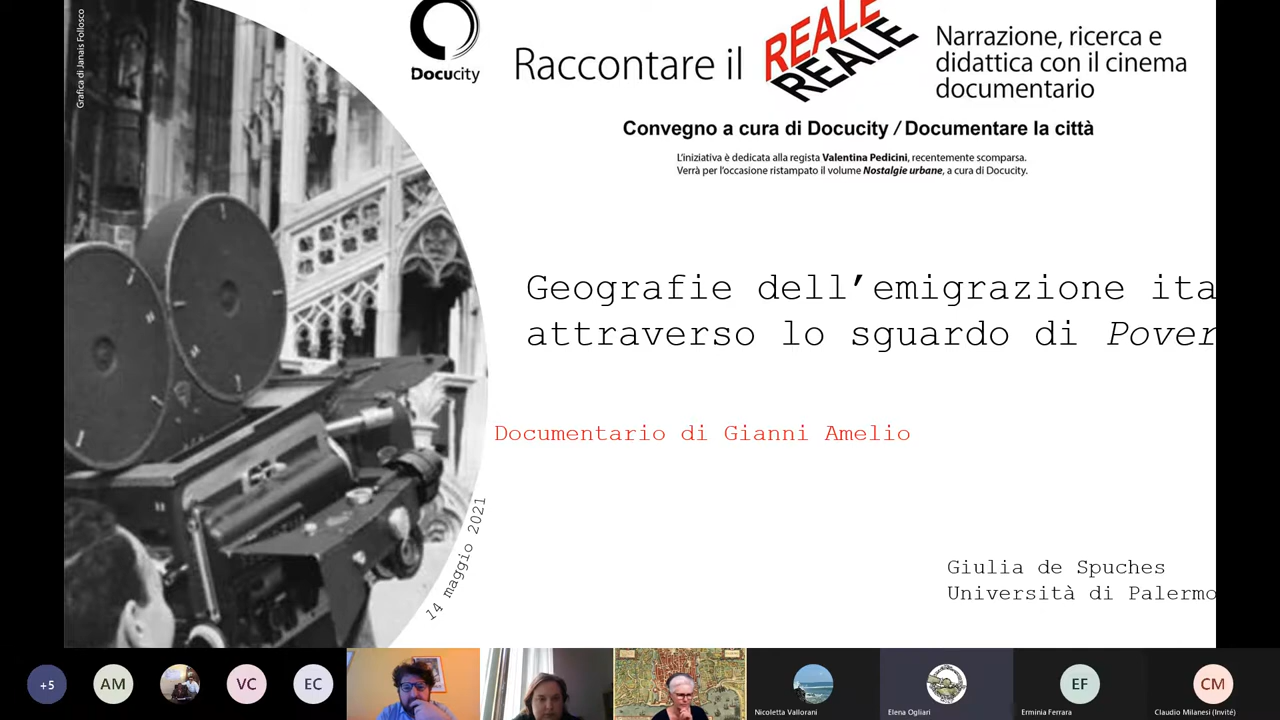 Grafica di Janais Follosco
Docucity
Raccontare il
REALE
REALE
Narrazione, ricerca e
didattica con il cinema
documentario
Convegno a cura di Docucity / Documentare la città
L'iniziativa è dedicata alla regista Valentina Pedicini, recentemente scomparsa.
Verrà per l'occasione ristampato il volume Nostalgie urbane, a cura di Docucity.
Geografie dell'emigrazione ita
attraverso lo sguardo di Pover
Documentario di Gianni Amelio
14 maggio 2021
Giulia de Spuches
Università di Palermo
+5
AM
VC
EC
EF
CM
Nicoletta Vallorani
Elena Ogliari
Erminia Ferrara
Claudio Milanesi (Invité)